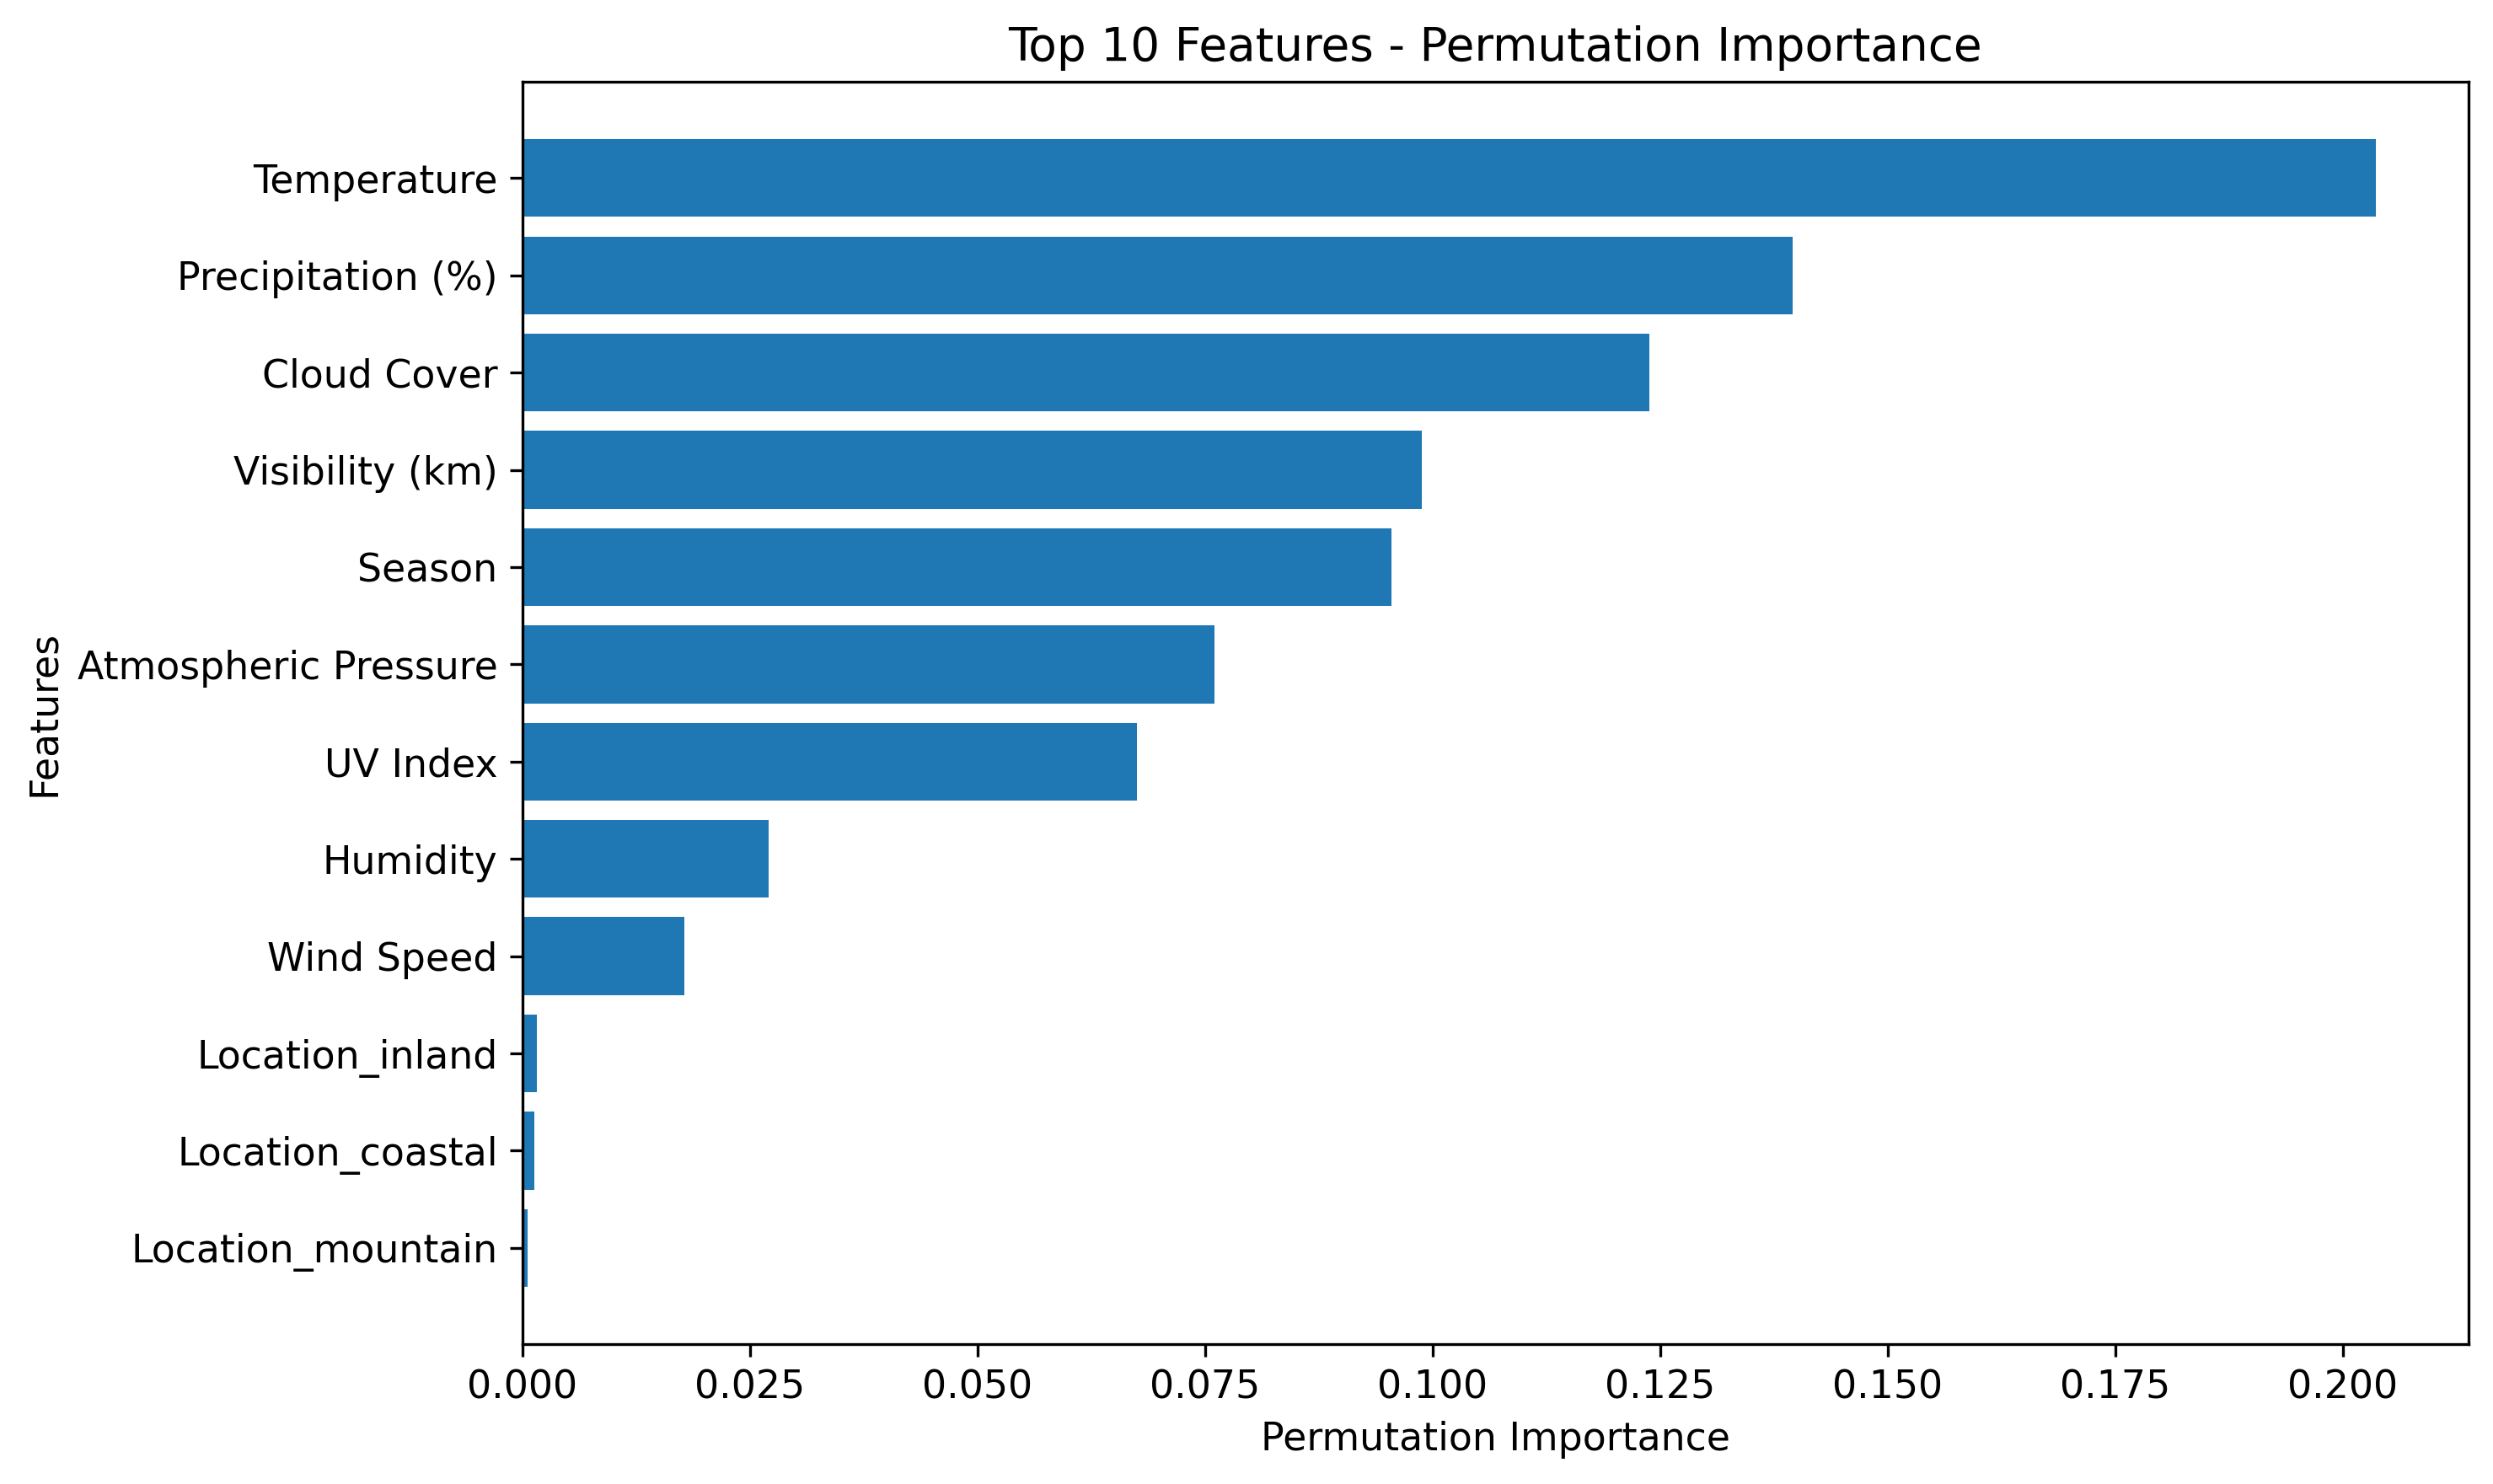 Top 10 Features - Permutation Importance
Temperature
Precipitation (%)
Cloud Cover
Visibility (km)
Season
Atmospheric Pressure
UV Index
Humidity
Wind Speed
Location_inland
Location_coastal
Location_mountain
Features
0.000 0.025 0.050 0.075 0.100 0.125 0.150 0.175 0.200
Permutation Importance